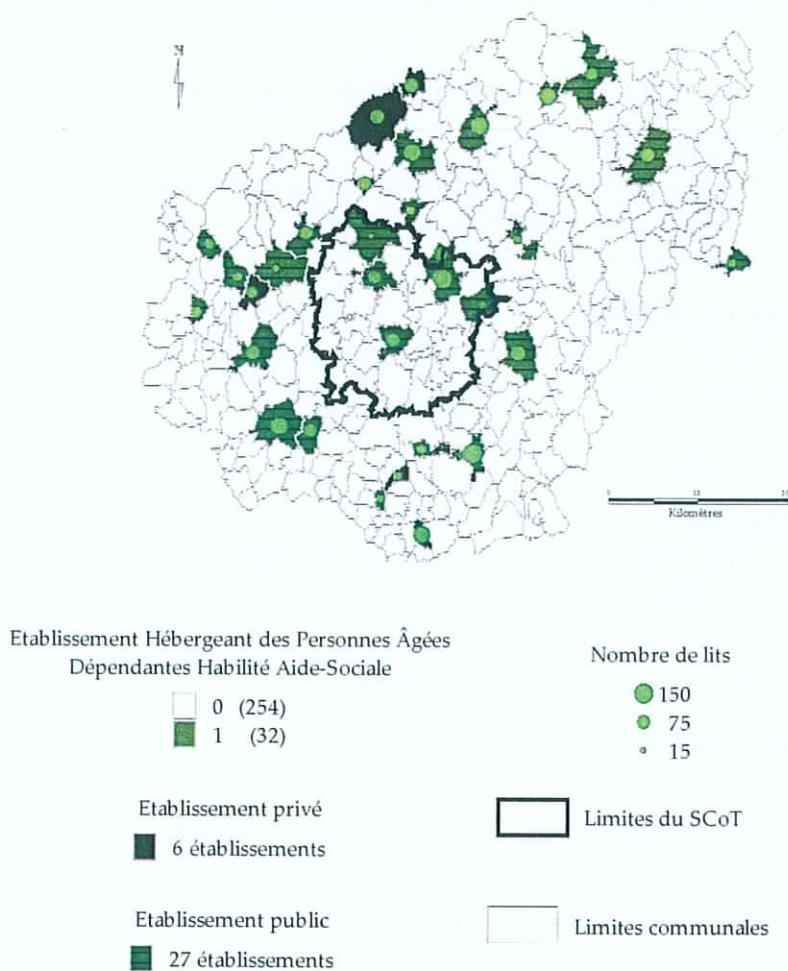 N
Kilomètres
Etablissement Hébergeant des Personnes Âgées
Dépendantes Habilité Aide-Sociale
0 (254)
1 (32)
Nombre de lits
150
75
15
Etablissement privé
6 établissements
Limites du SCoT
Etablissement public
27 établissements
Limites communales